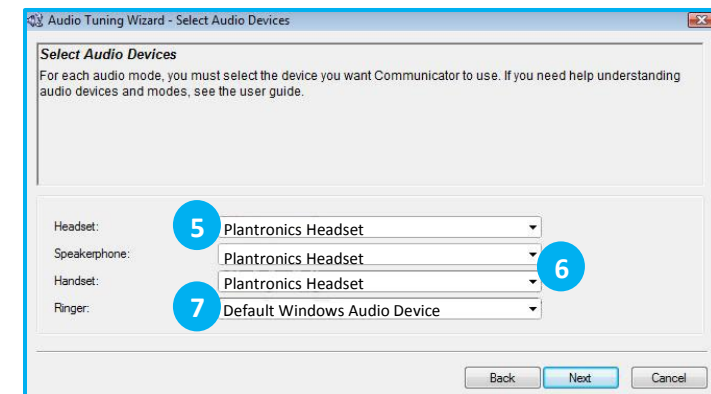 Audio Tuning Wizard - Select Audio Devices
Select Audio Devices
For each audio mode, you must select the device you want Communicator to use. If you need help understanding
audio devices and modes, see the user guide.
Headset: 5 Plantronics Headset
Speakerphone: Plantronics Headset
6
Handset: Plantronics Headset
Ringer: 7 Default Windows Audio Device
Back Next Cancel